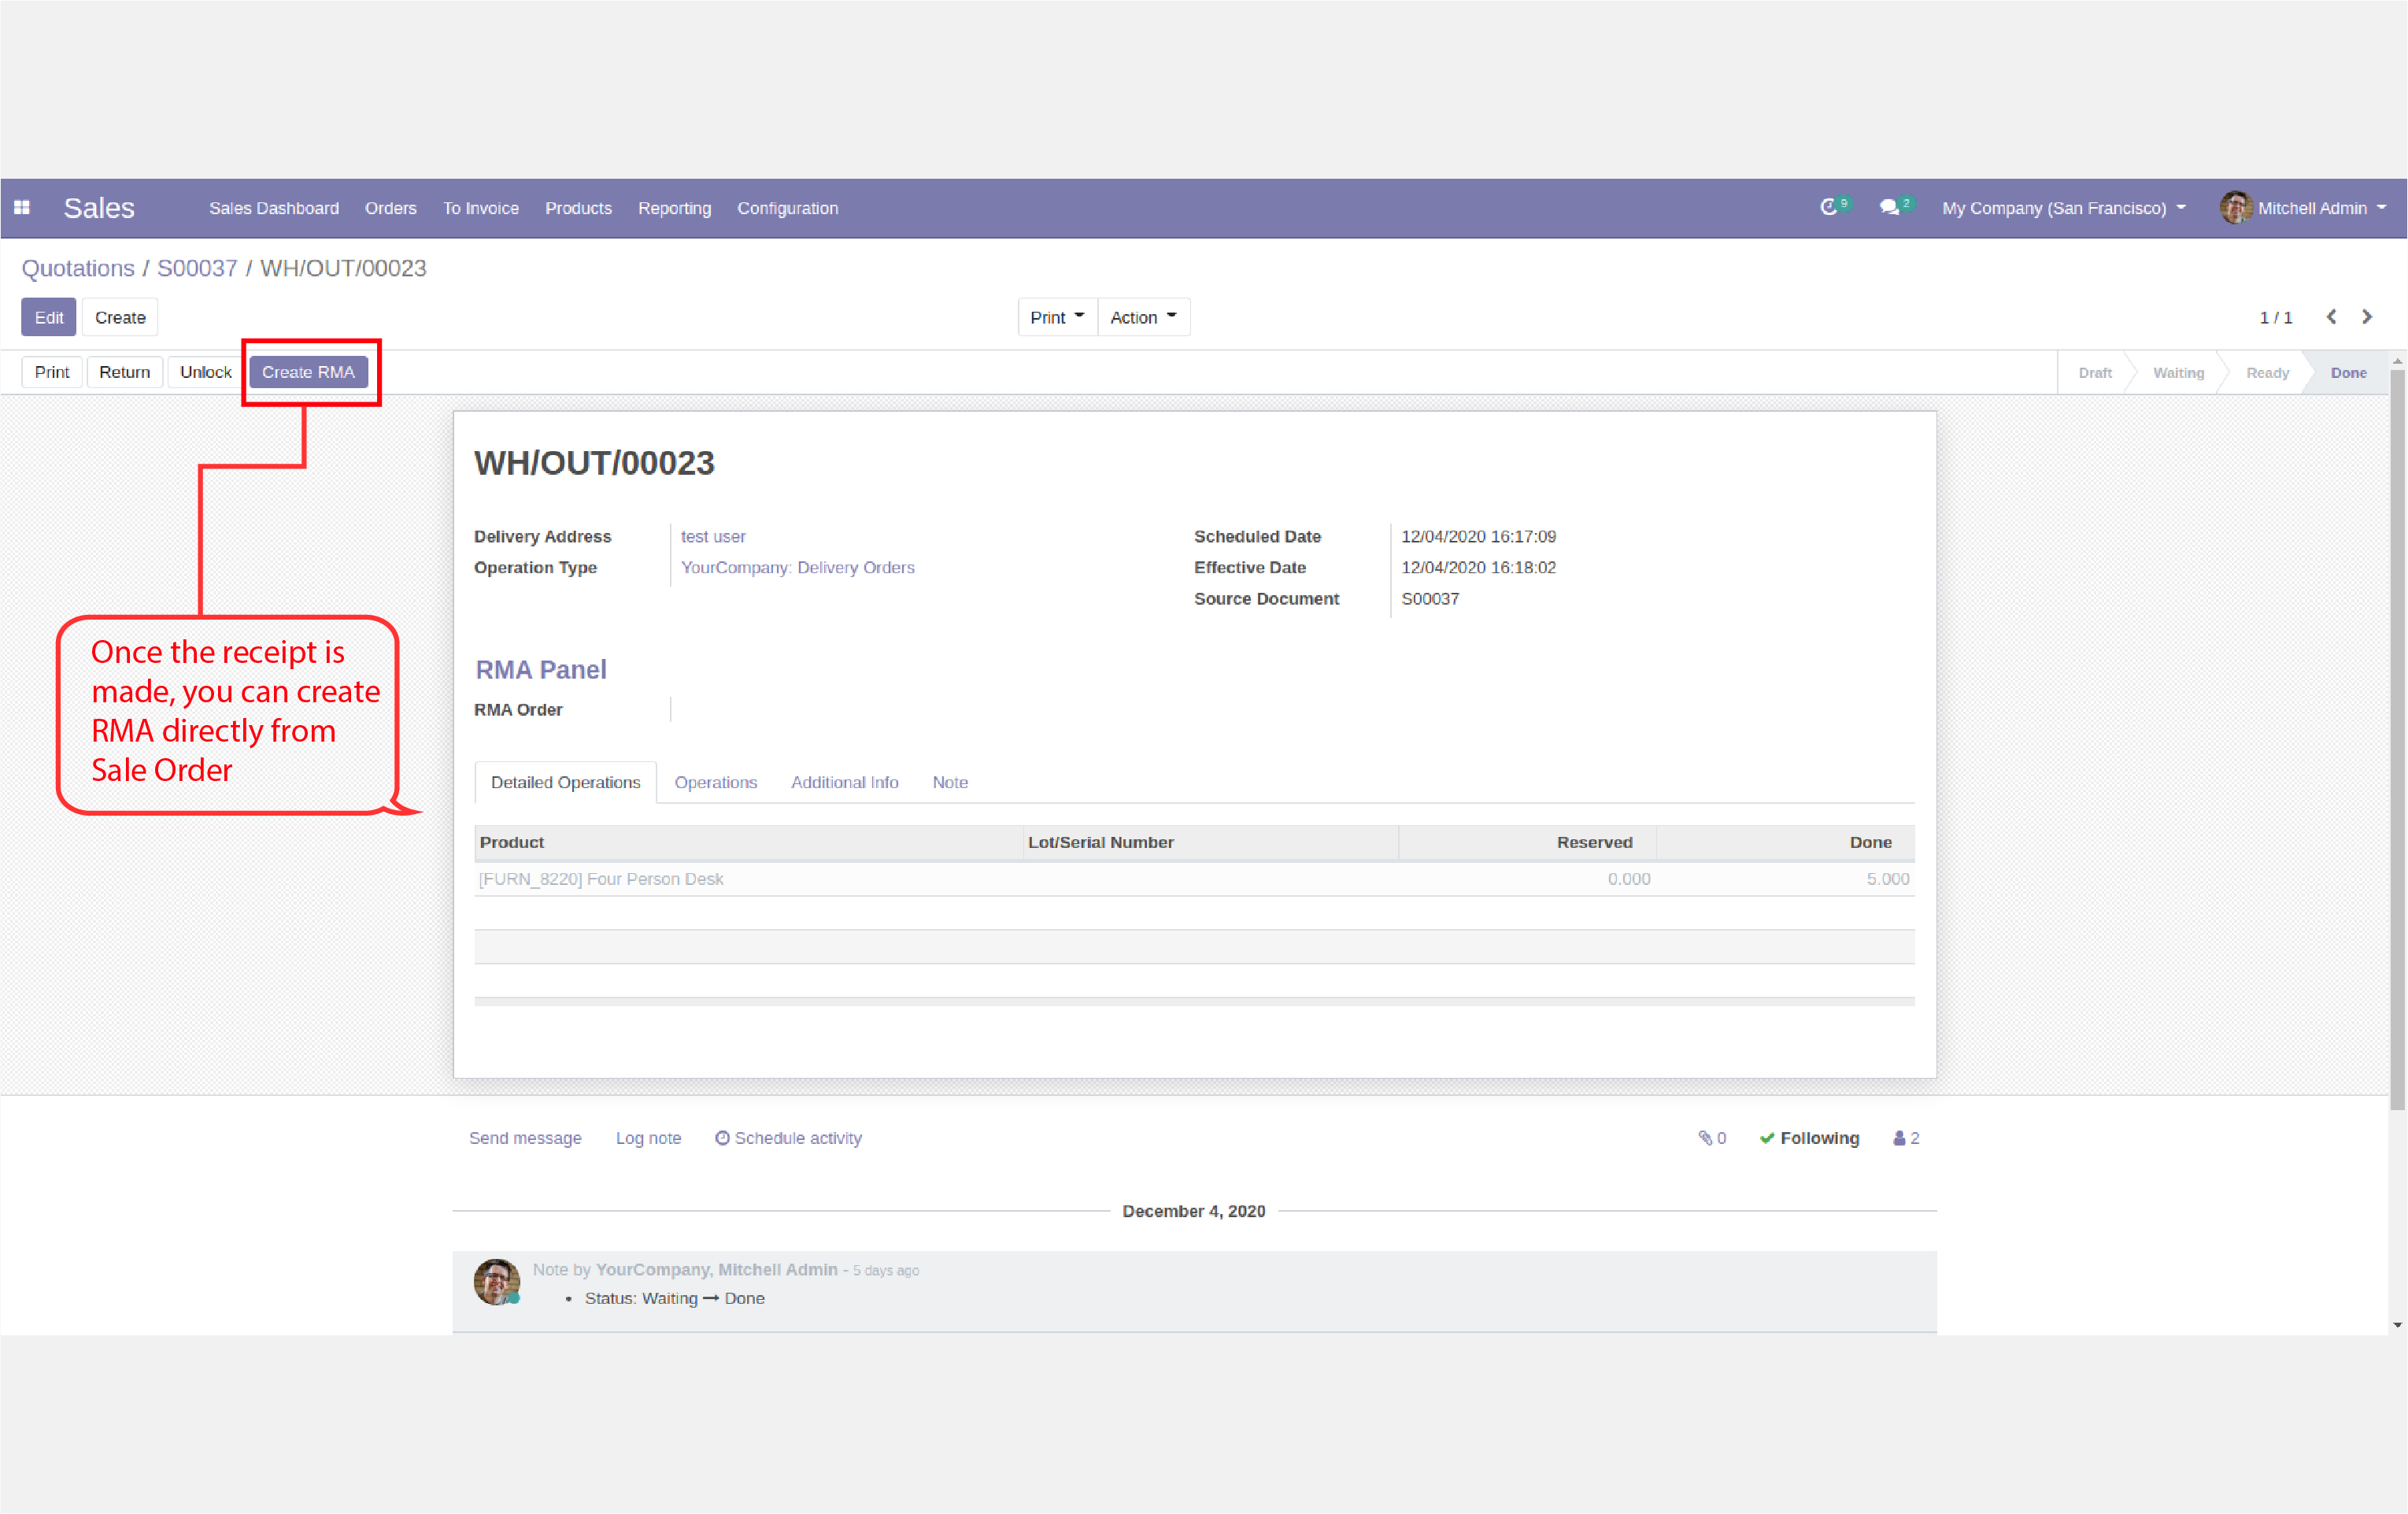 Sales Sales Dashboard Orders To Invoice Products Reporting Configuration 9 2 My Company (San Francisco) Mitchell Admin
Quotations / S00037 / WH/OUT/00023
Edit Create Print Action 1 / 1
Print Return Unlock Create RMA Draft Waiting Ready Done
WH/OUT/00023
Delivery Address test user Scheduled Date 12/04/2020 16:17:09
Operation Type YourCompany: Delivery Orders Effective Date 12/04/2020 16:18:02
Source Document S00037
Once the receipt is
made, you can create
RMA directly from
Sale Order
RMA Panel
RMA Order
Detailed Operations Operations Additional Info Note
Product Lot/Serial Number Reserved Done
[FURN_8220] Four Person Desk 0.000 5.000
Send message Log note Schedule activity 0 Following 2
December 4, 2020
Note by YourCompany, Mitchell Admin - 5 days ago
• Status: Waiting → Done